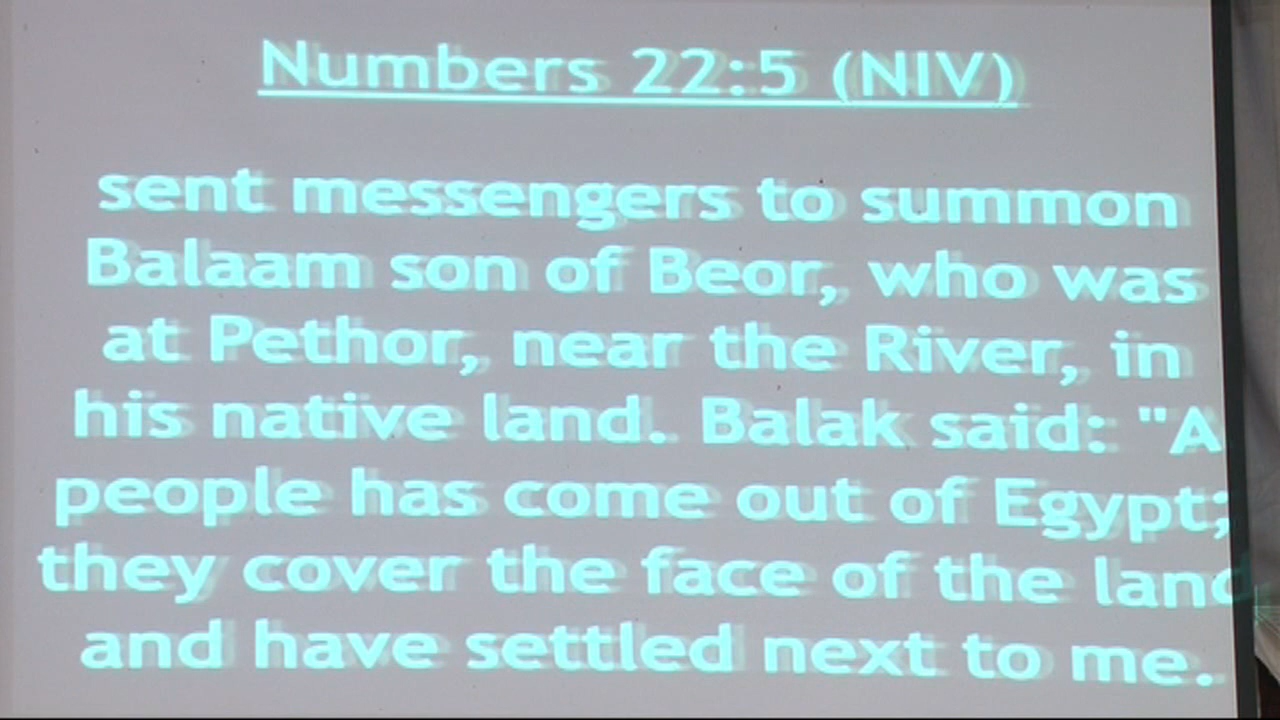 Numbers 22:5 (NIV)
sent messengers to summon
Balaam son of Beor, who was
at Pethor, near the River, in
his native land. Balak said: "A
people has come out of Egypt;
they cover the face of the land
and have settled next to me.